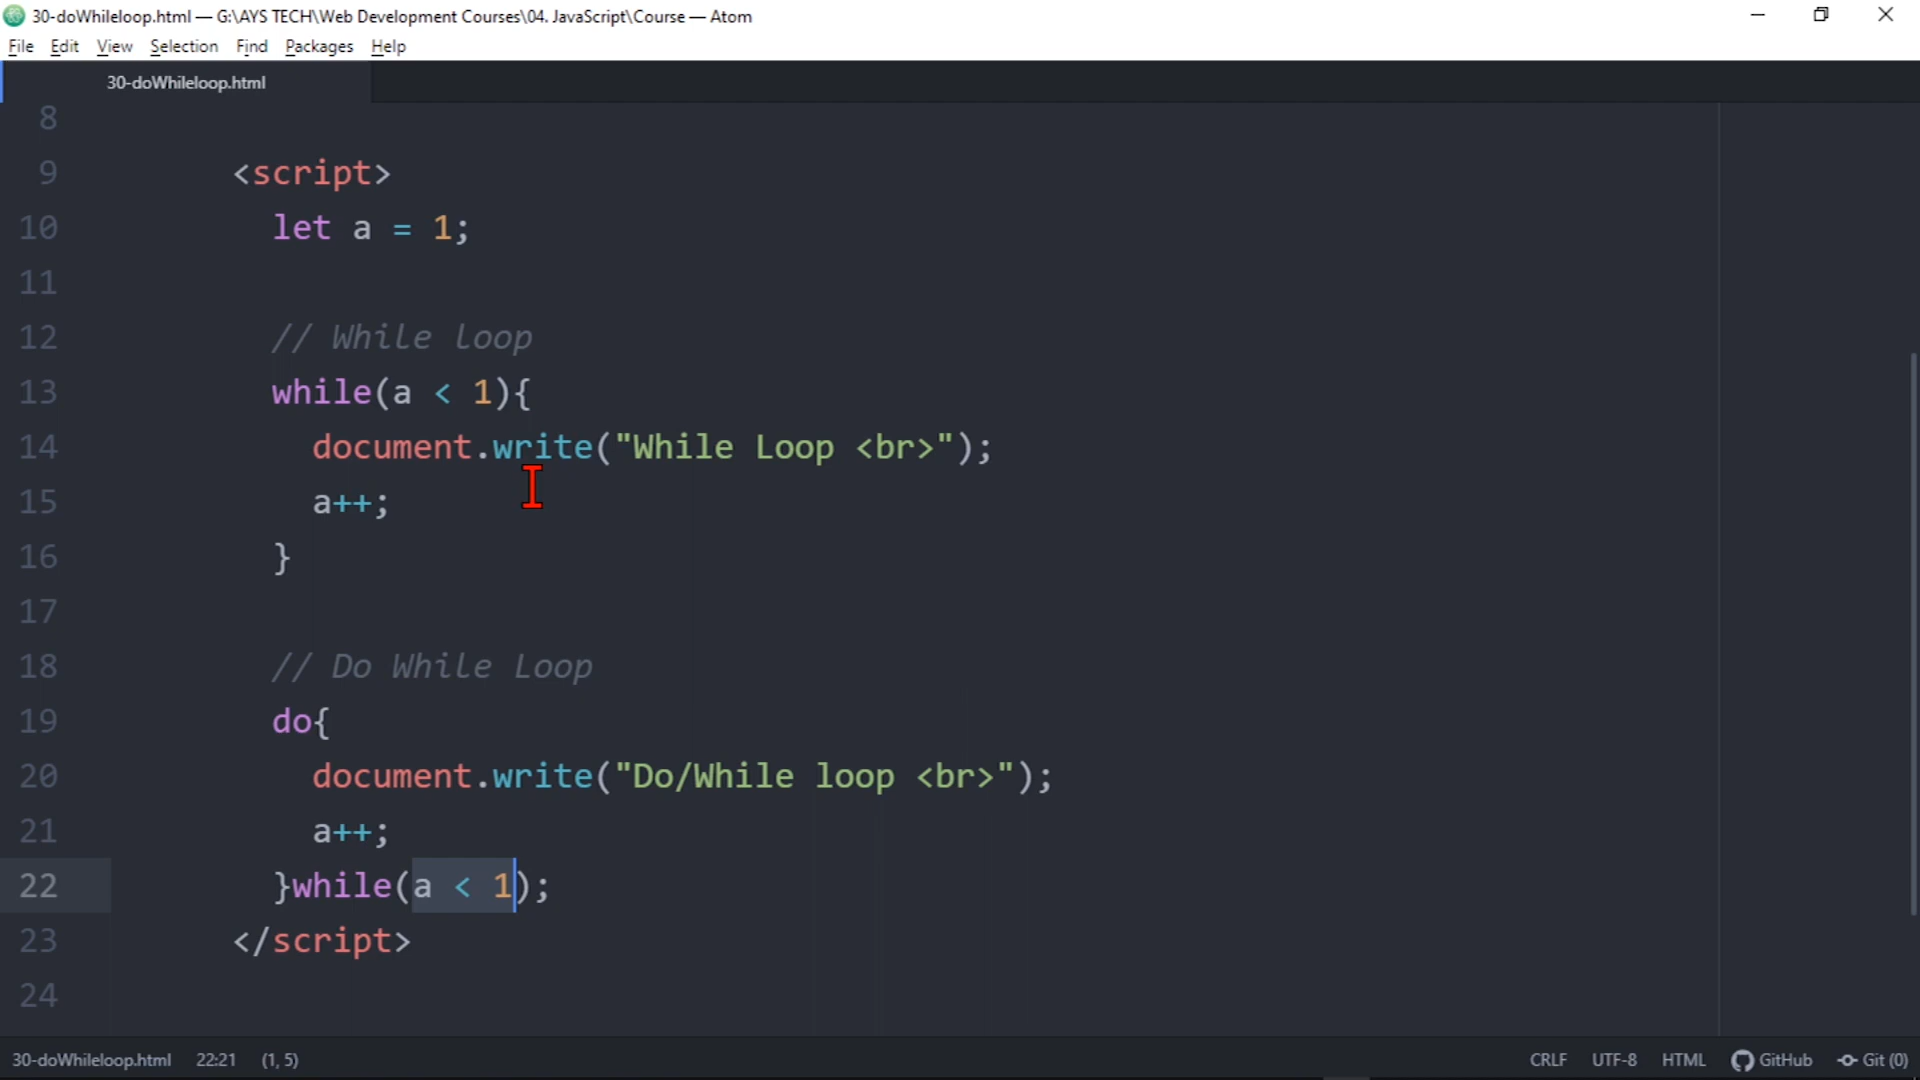 30-doWhileloop.html — G:\AYS TECH\Web Development Courses\04. JavaScript\Course — Atom
File Edit View Selection Find Packages Help
30-doWhileloop.html
8
9 <script>
10 let a = 1;
11
12 // While loop
13 while(a < 1){
14 document.write("While Loop <br>");
15 a++;
16 }
17
18 // Do While Loop
19 do{
20 document.write("Do/While loop <br>");
21 a++;
22 }while(a < 1);
23 </script>
24
30-doWhileloop.html 22:21 (1, 5) CRLF UTF-8 HTML GitHub Git (0)